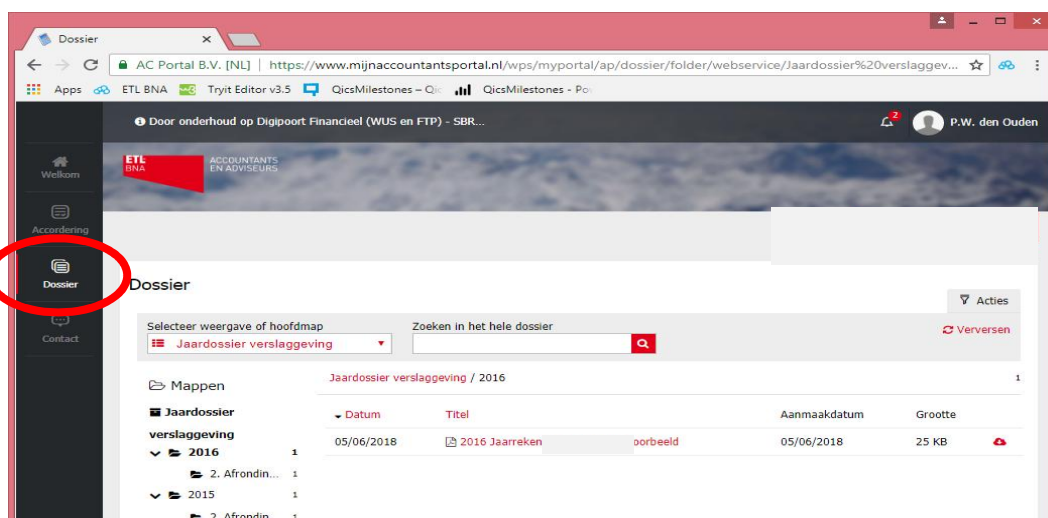 Dossier
AC Portal B.V. [NL] | https://www.mijnaccountantsportal.nl/wps/myportal/ap/dossier/folder/webservice/Jaardossier%20verslaggev...
Apps ETL BNA Tryit Editor v3.5 QicsMilestones – Qic QicsMilestones - Po
Door onderhoud op Digipoort Financieel (WUS en FTP) - SBR... 2 P.W. den Ouden
Welkom
ETL
BNA
ACCOUNTANTS
EN ADVISEURS
Accordering
Dossier
Contact
Dossier
Acties
Selecteer weergave of hoofdmap Zoeken in het hele dossier
Jaardossier verslaggeving Verversen
Mappen Jaardossier verslaggeving / 2016 1
Jaardossier
verslaggeving
Datum Titel Aanmaakdatum Grootte
05/06/2018 2016 Jaarreken oorbeeld 05/06/2018 25 KB
2016 1
2. Afrondin... 1
2015 1
2. Afrondin... 1